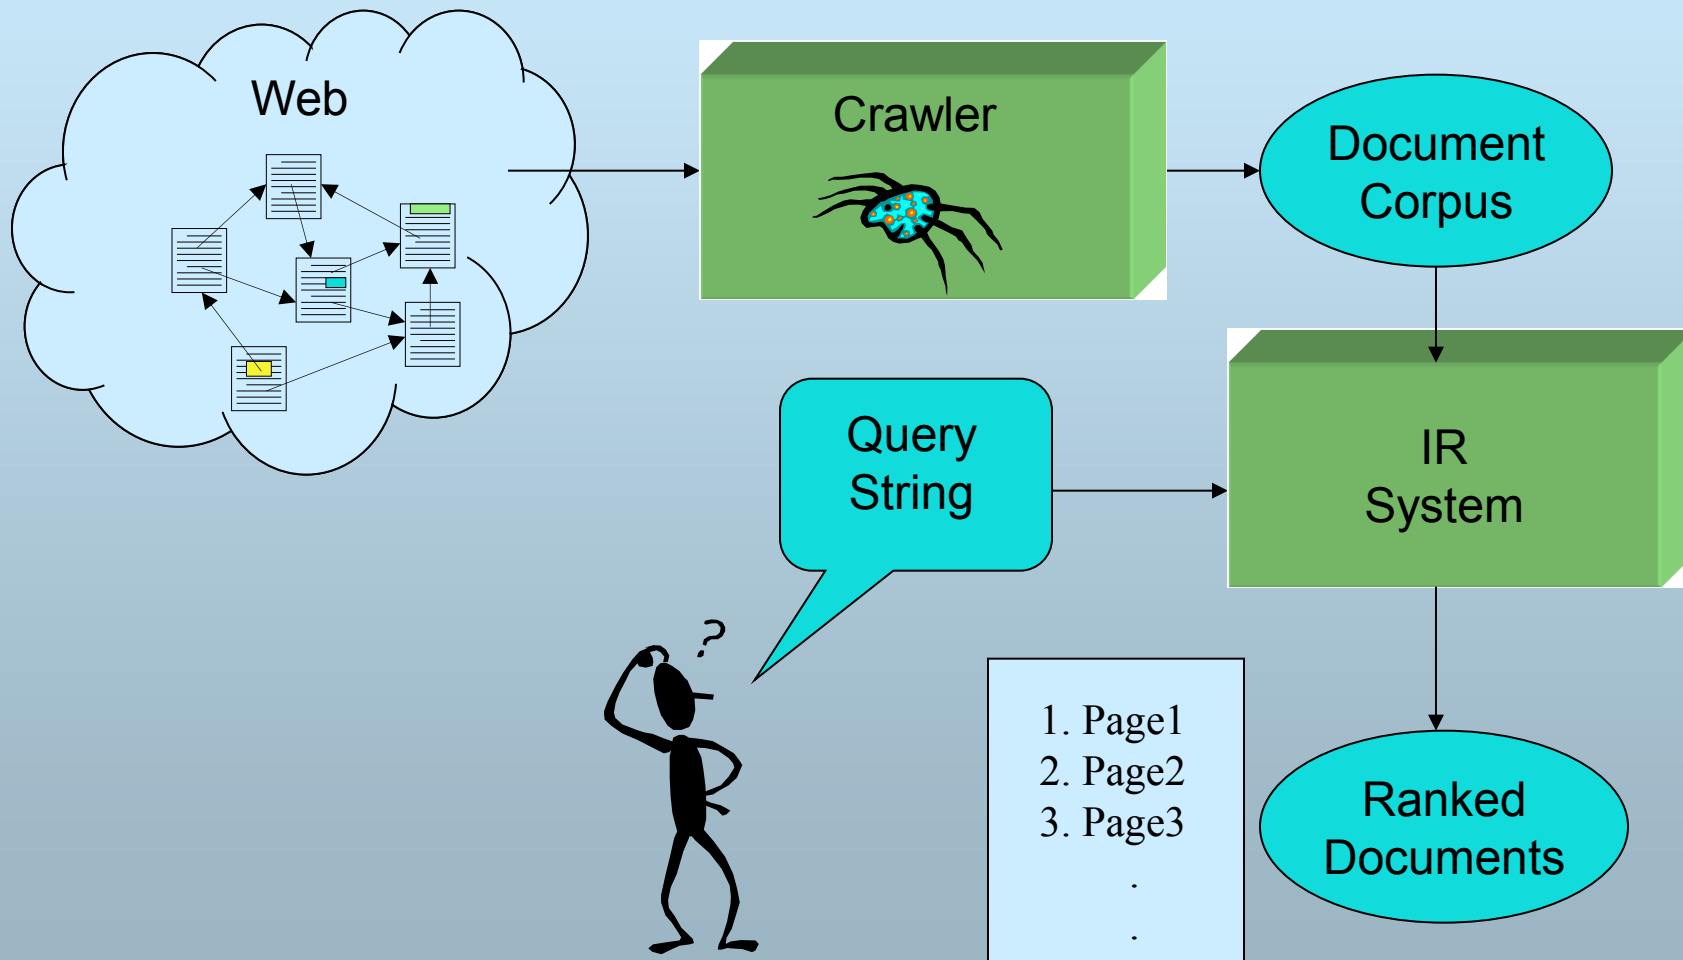 Web
Crawler
Document
Corpus
Query
String
IR
System
?
1. Page1
2. Page2
3. Page3
.
.
Ranked
Documents